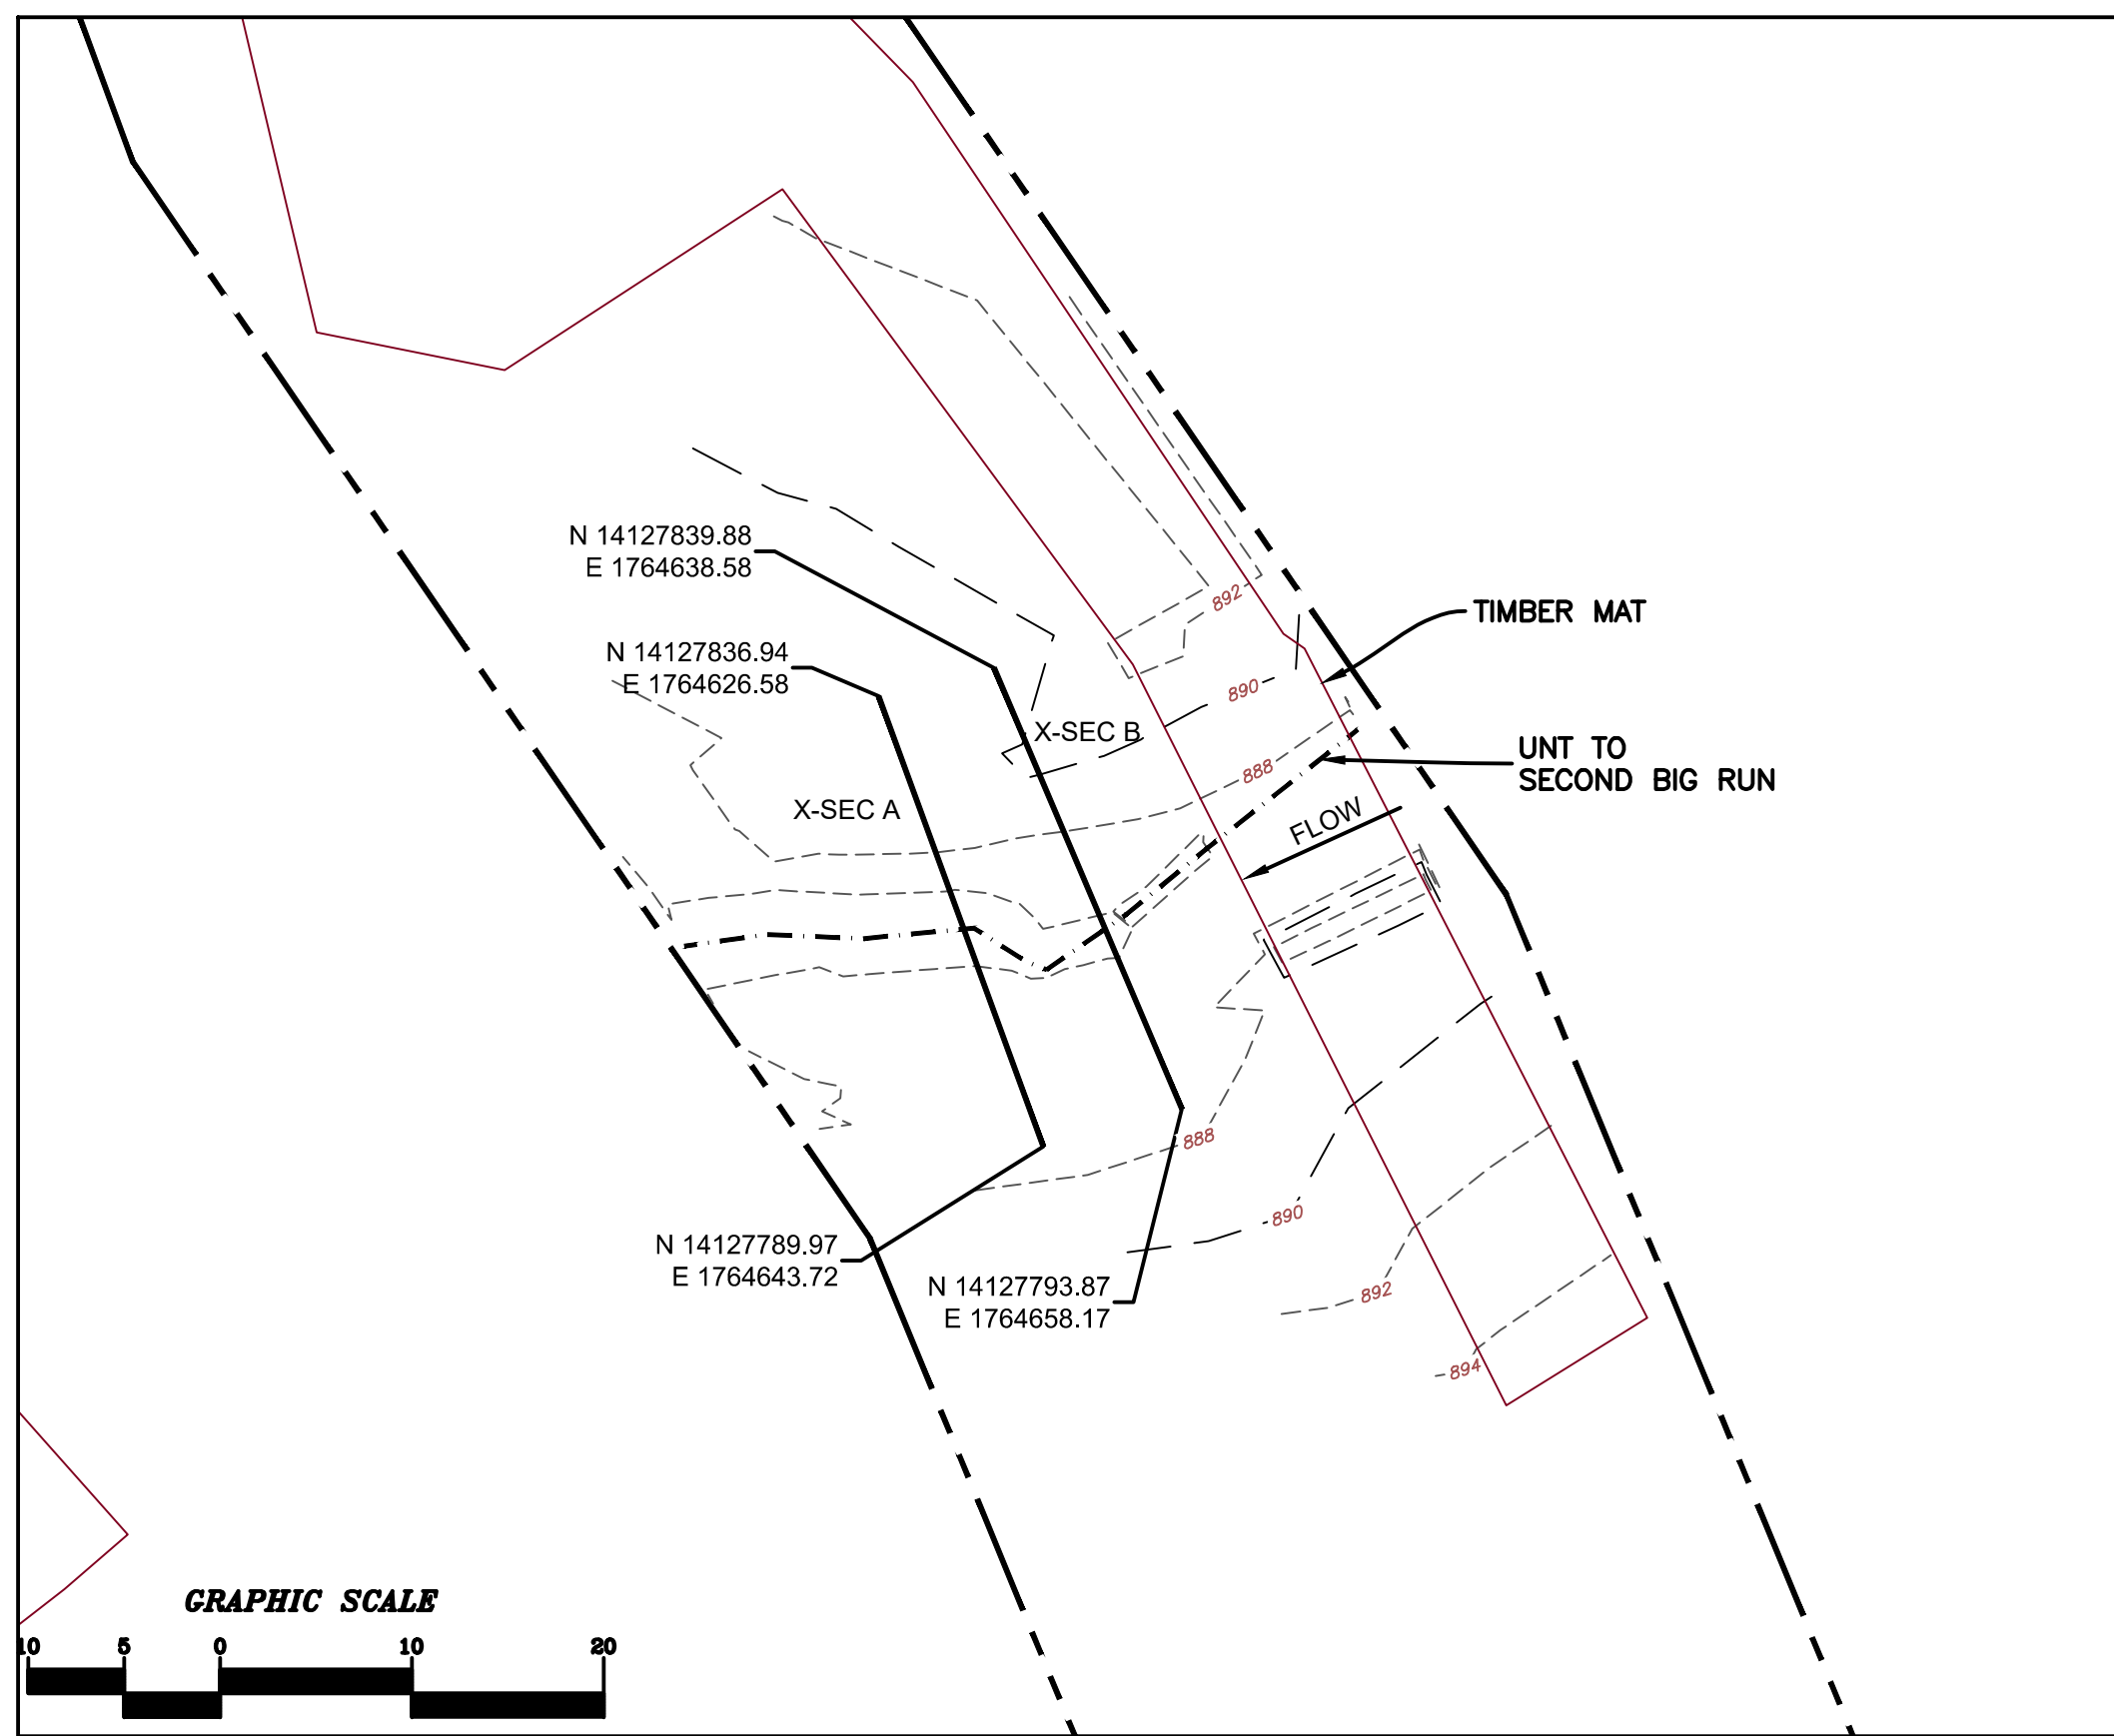 N 14127839.88
E 1764638.58
892
TIMBER MAT
N 14127836.94
E 1764626.58
890
X-SEC B
UNT TO
SECOND BIG RUN
888
X-SEC A
FLOW
888
890
N 14127789.97
E 1764643.72
N 14127793.87
E 1764658.17
892
894
GRAPHIC SCALE
10 5 0 10 20